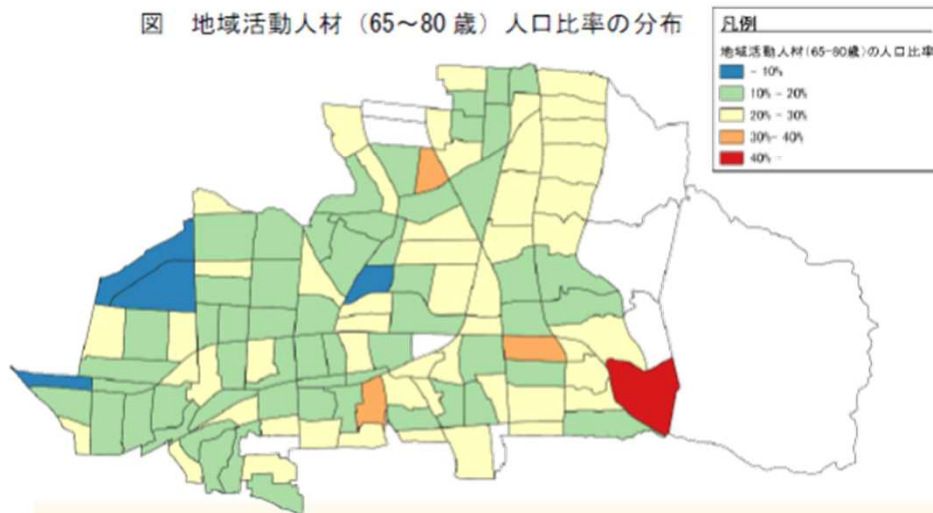 図 地域活動人材（65～80 歳）人口比率の分布
凡例
地域活動人材(65-80歳)の人口比率
- 10%
10% - 20%
20% - 30%
30%- 40%
40% -